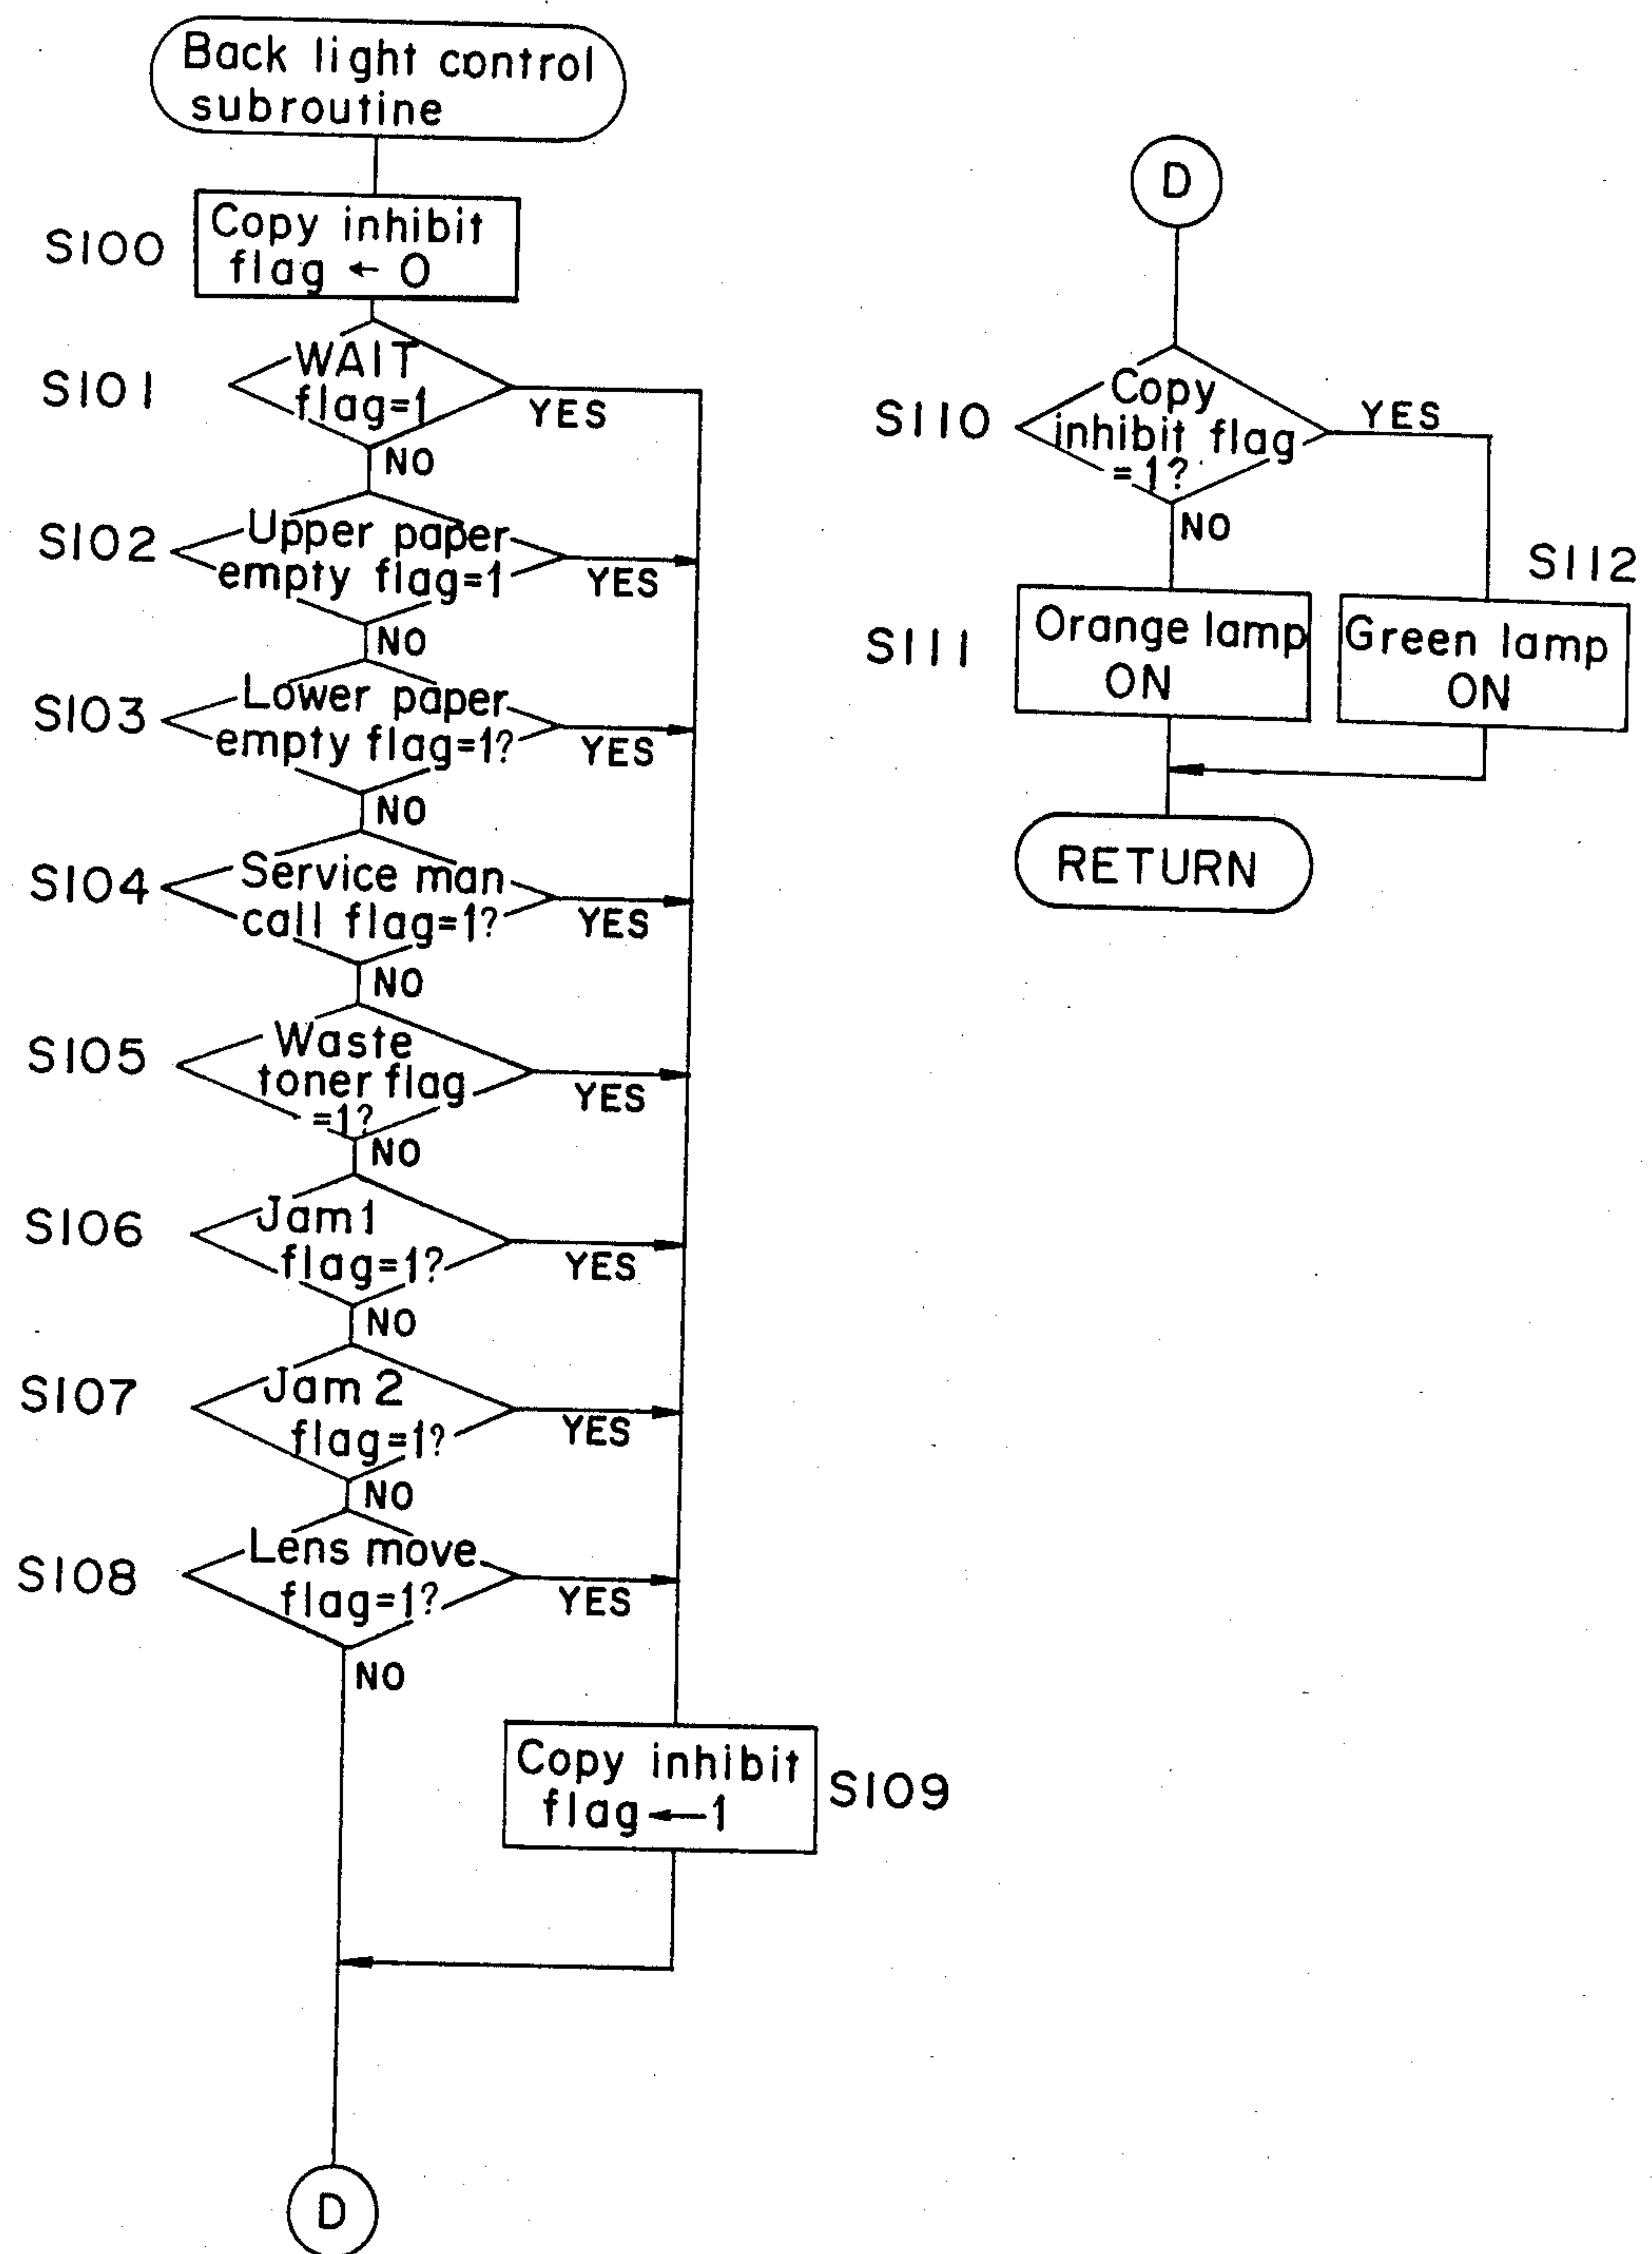 Back light control
subroutine
S100
Copy inhibit
flag ← 0
S101
WAIT
flag=1
YES
NO
S102
Upper paper
empty flag=1
YES
NO
S103
Lower paper
empty flag=1?
YES
NO
S104
Service man
call flag=1?
YES
NO
S105
Waste
toner flag
=1?
YES
NO
S106
Jam 1
flag=1?
YES
NO
S107
Jam 2
flag=1?
YES
NO
S108
Lens move
flag=1?
YES
NO
Copy inhibit
flag ← 1
S109
D
D
S110
Copy
inhibit flag
=1?
YES
NO
S111
Orange lamp
ON
S112
Green lamp
ON
RETURN